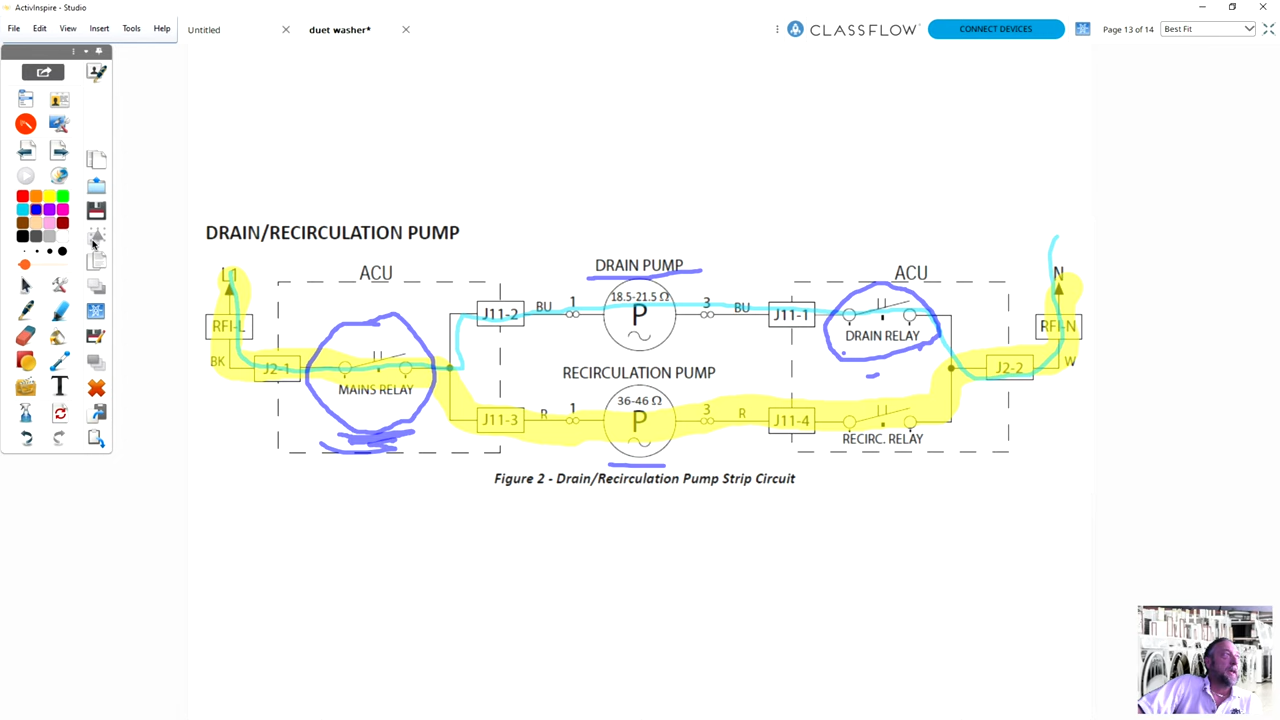 ActivInspire - Studio
File Edit View Insert Tools Help
Untitled
duet washer*
CLASSFLOW
CONNECT DEVICES
Page 13 of 14
Best Fit
DRAIN/RECIRCULATION PUMP
L1
ACU
DRAIN PUMP
ACU
N
RFI-L
J11-2
BU
1
18.5-21.5 Ω
P
3
BU
J11-1
DRAIN RELAY
RFI-N
BK
J2-1
MAINS RELAY
RECIRCULATION PUMP
J2-2
W
J11-3
R
1
36-46 Ω
P
3
R
J11-4
RECIRC. RELAY
Figure 2 - Drain/Recirculation Pump Strip Circuit